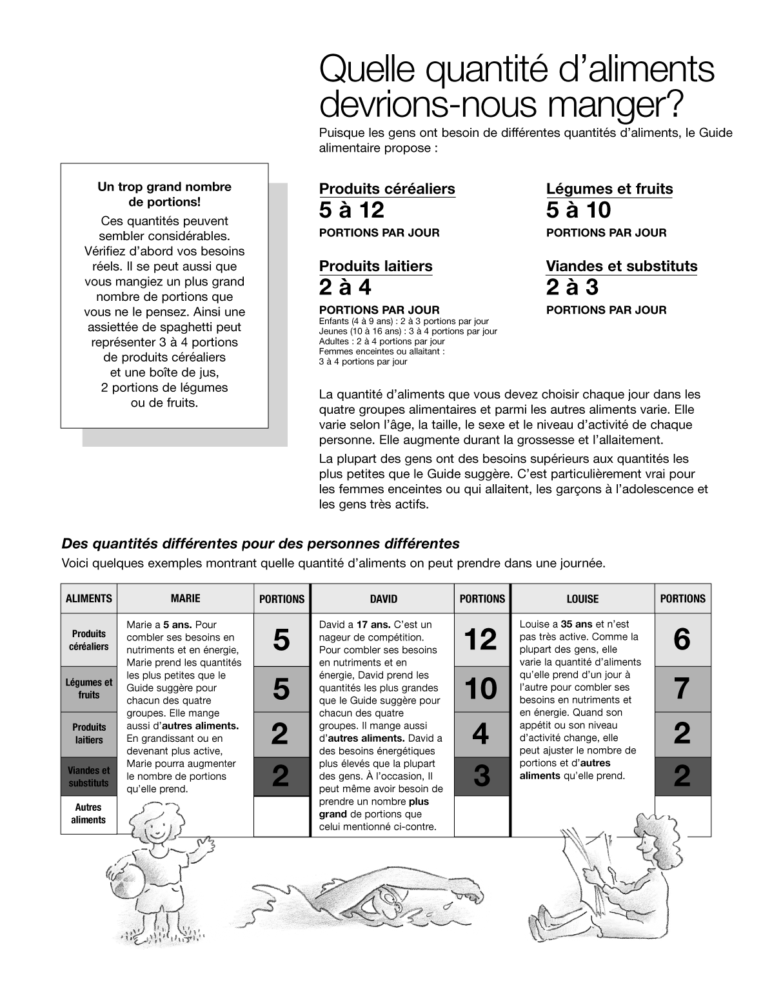 Quelle quantité d’aliments
devrions-nous manger?
Puisque les gens ont besoin de différentes quantités d’aliments, le Guide
alimentaire propose :
Un trop grand nombre
de portions!
Ces quantités peuvent
sembler considérables.
Vérifiez d’abord vos besoins
réels. Il se peut aussi que
vous mangiez un plus grand
nombre de portions que
vous ne le pensez. Ainsi une
assiettée de spaghetti peut
représenter 3 à 4 portions
de produits céréaliers
et une boîte de jus,
2 portions de légumes
ou de fruits.
Produits céréaliers
5 à 12
PORTIONS PAR JOUR
Légumes et fruits
5 à 10
PORTIONS PAR JOUR
Produits laitiers
2 à 4
PORTIONS PAR JOUR
Enfants (4 à 9 ans) : 2 à 3 portions par jour
Jeunes (10 à 16 ans) : 3 à 4 portions par jour
Adultes : 2 à 4 portions par jour
Femmes enceintes ou allaitant :
3 à 4 portions par jour
Viandes et substituts
2 à 3
PORTIONS PAR JOUR
La quantité d’aliments que vous devez choisir chaque jour dans les
quatre groupes alimentaires et parmi les autres aliments varie. Elle
varie selon l’âge, la taille, le sexe et le niveau d’activité de chaque
personne. Elle augmente durant la grossesse et l’allaitement.
La plupart des gens ont des besoins supérieurs aux quantités les
plus petites que le Guide suggère. C’est particulièrement vrai pour
les femmes enceintes ou qui allaitent, les garçons à l’adolescence et
les gens très actifs.
Des quantités différentes pour des personnes différentes
Voici quelques exemples montrant quelle quantité d’aliments on peut prendre dans une journée.
ALIMENTS
MARIE
PORTIONS
DAVID
PORTIONS
LOUISE
PORTIONS
Produits
céréaliers
Légumes et
fruits
Produits
laitiers
Viandes et
substituts
Autres
aliments
Marie a 5 ans. Pour
combler ses besoins en
nutriments et en énergie,
Marie prend les quantités
les plus petites que le
Guide suggère pour
chacun des quatre
groupes. Elle mange
aussi d’autres aliments.
En grandissant ou en
devenant plus active,
Marie pourra augmenter
le nombre de portions
qu’elle prend.
5
5
2
2
David a 17 ans. C’est un
nageur de compétition.
Pour combler ses besoins
en nutriments et en
énergie, David prend les
quantités les plus grandes
que le Guide suggère pour
chacun des quatre
groupes. Il mange aussi
d’autres aliments. David a
des besoins énergétiques
plus élevés que la plupart
des gens. À l’occasion, Il
peut même avoir besoin de
prendre un nombre plus
grand de portions que
celui mentionné ci-contre.
12
10
4
3
Louise a 35 ans et n’est
pas très active. Comme la
plupart des gens, elle
varie la quantité d’aliments
qu’elle prend d’un jour à
l’autre pour combler ses
besoins en nutriments et
en énergie. Quand son
appétit ou son niveau
d’activité change, elle
peut ajuster le nombre de
portions et d’autres
aliments qu’elle prend.
6
7
2
2